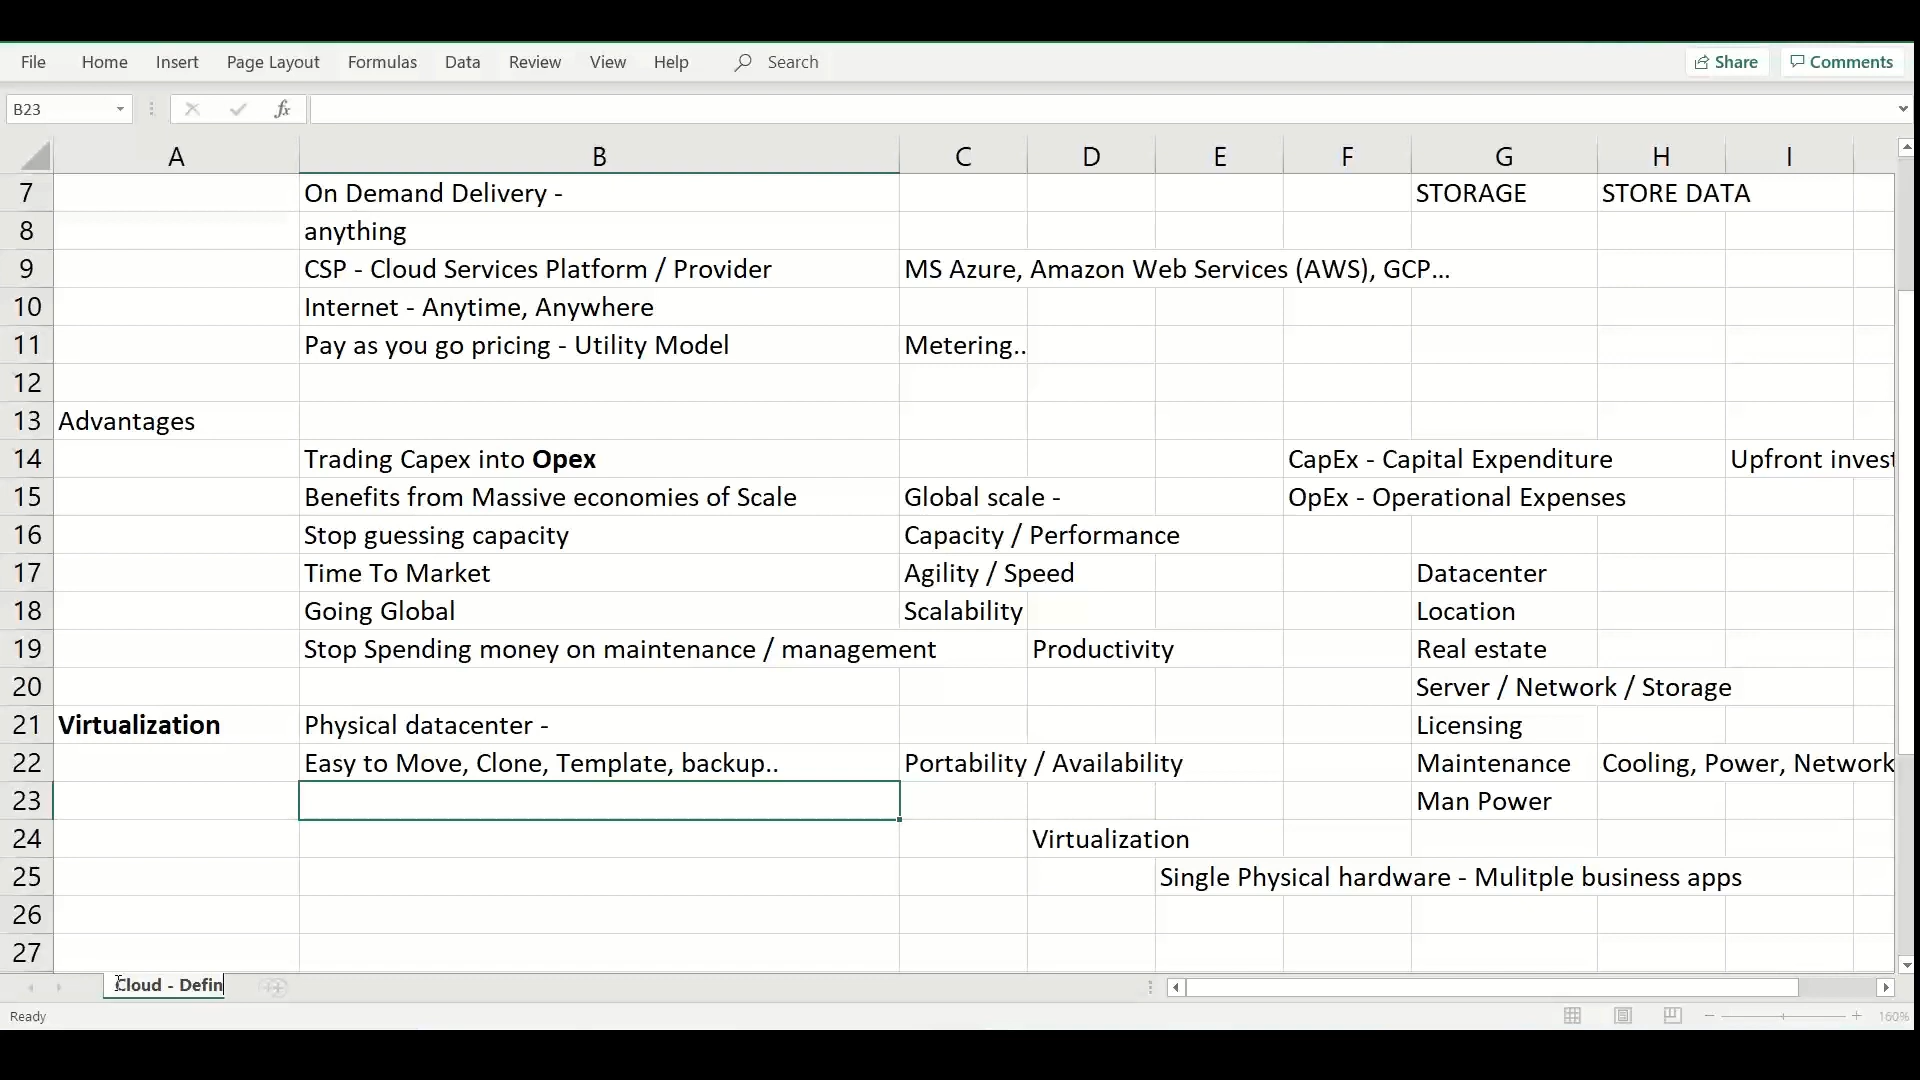 File Home Insert Page Layout Formulas Data Review View Help Search Share Comments
B23 fx
A B C D E F G H I
7 On Demand Delivery - STORAGE STORE DATA
8 anything
9 CSP - Cloud Services Platform / Provider MS Azure, Amazon Web Services (AWS), GCP...
10 Internet - Anytime, Anywhere
11 Pay as you go pricing - Utility Model Metering..
12
13 Advantages
14 Trading Capex into Opex CapEx - Capital Expenditure Upfront invest
15 Benefits from Massive economies of Scale Global scale - OpEx - Operational Expenses
16 Stop guessing capacity Capacity / Performance
17 Time To Market Agility / Speed Datacenter
18 Going Global Scalability Location
19 Stop Spending money on maintenance / management Productivity Real estate
20 Server / Network / Storage
21 Virtualization Physical datacenter - Licensing
22 Easy to Move, Clone, Template, backup.. Portability / Availability Maintenance Cooling, Power, Network
23 Man Power
24 Virtualization
25 Single Physical hardware - Mulitple business apps
26
27
Cloud - Defin
Ready 160%